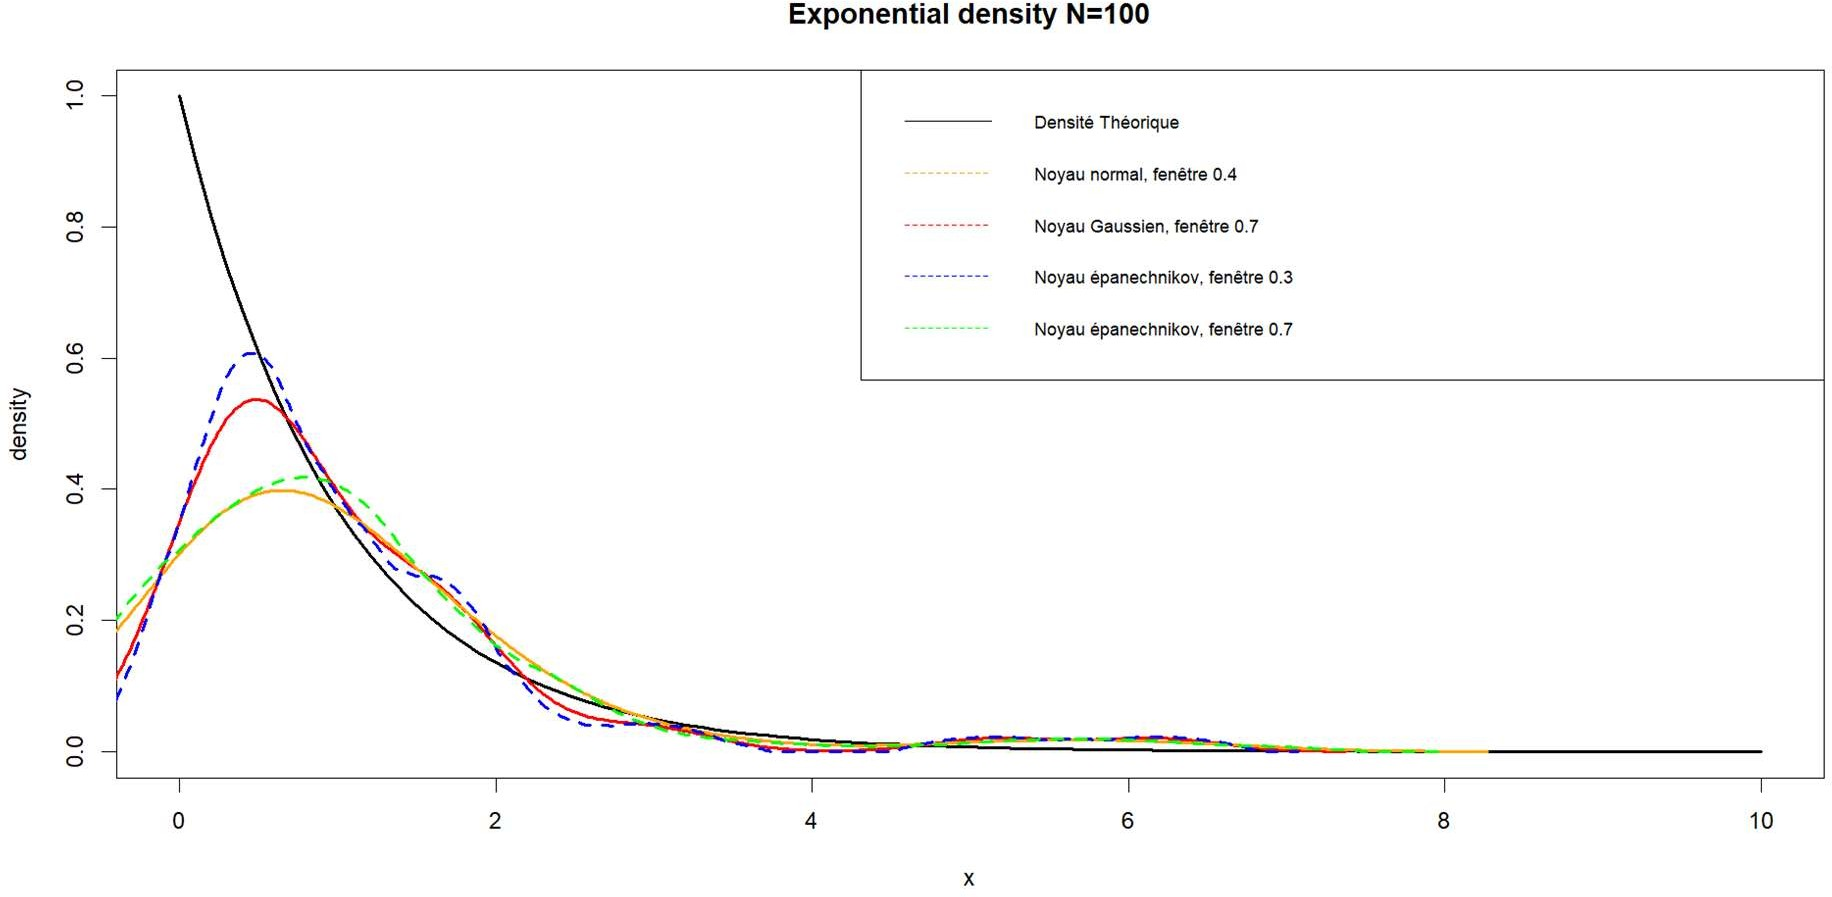 Exponential density N=100
1.0
0.8
0.6
0.4
0.2
0.0
density
Densité Théorique
Noyau normal, fenêtre 0.4
Noyau Gaussien, fenêtre 0.7
Noyau épanechnikov, fenêtre 0.3
Noyau épanechnikov, fenêtre 0.7
0 2 4 6 8 10
x